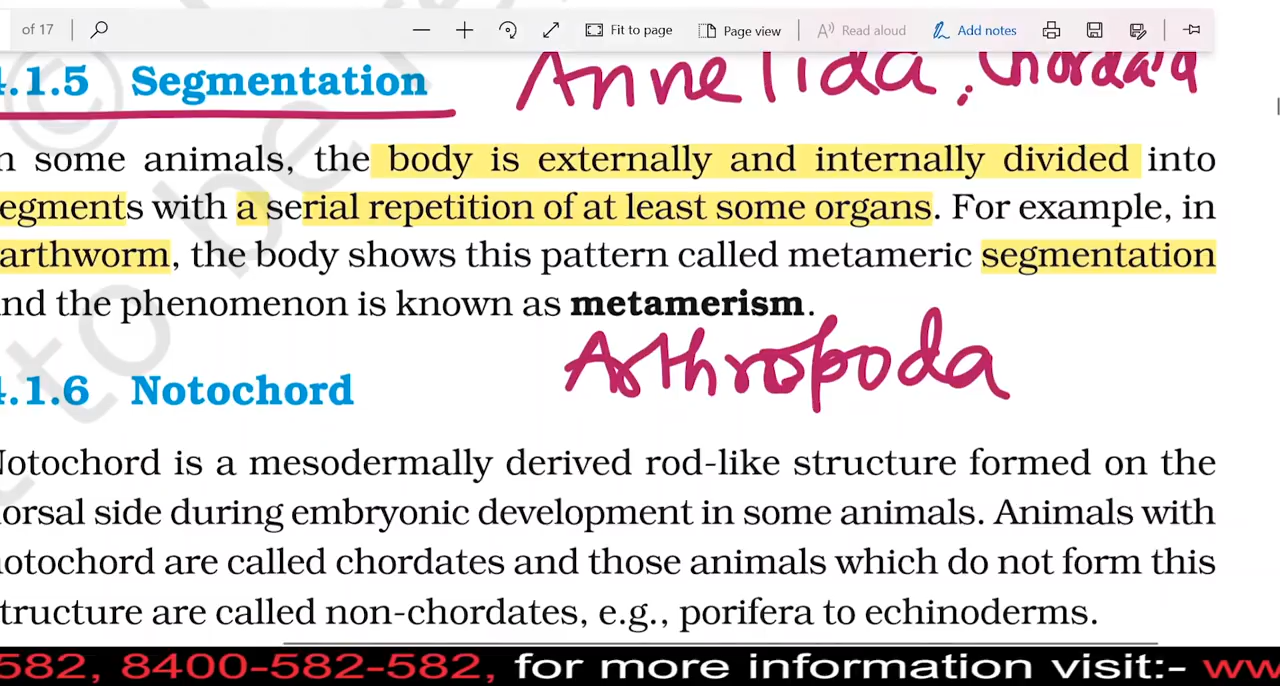 of 17 Fit to page Page view Read aloud Add notes
4.1.5 Segmentation Annelida, Chordata
n some animals, the body is externally and internally divided into
egments with a serial repetition of at least some organs. For example, in
arthworm, the body shows this pattern called metameric segmentation
nd the phenomenon is known as metamerism.
Arthropoda
4.1.6 Notochord
Notochord is a mesodermally derived rod-like structure formed on the
orsal side during embryonic development in some animals. Animals with
notochord are called chordates and those animals which do not form this
tructure are called non-chordates, e.g., porifera to echinoderms.
582, 8400-582-582, for more information visit:- ww
to be